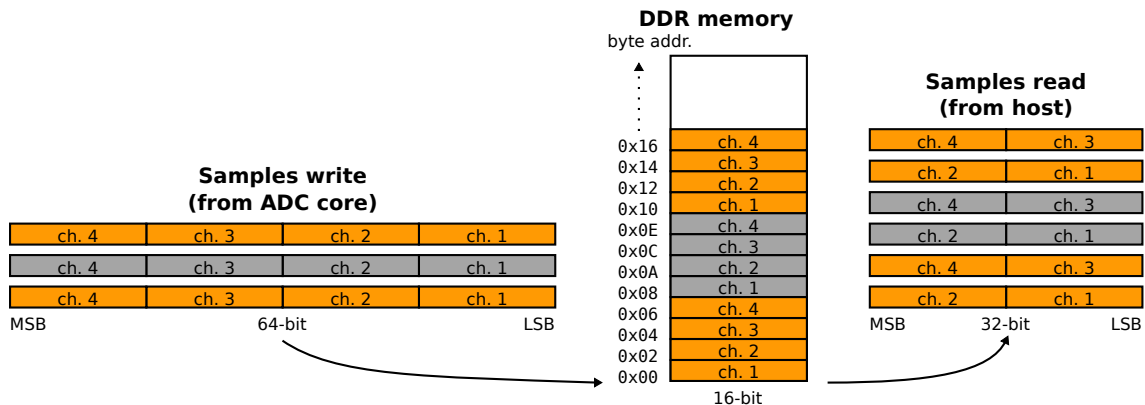 Samples write
(from ADC core)
ch. 4 ch. 3 ch. 2 ch. 1
ch. 4 ch. 3 ch. 2 ch. 1
ch. 4 ch. 3 ch. 2 ch. 1
MSB 64-bit LSB
DDR memory
byte addr.
0x16 ch. 4
0x14 ch. 3
0x12 ch. 2
0x10 ch. 1
0x0E ch. 4
0x0C ch. 3
0x0A ch. 2
0x08 ch. 1
0x06 ch. 4
0x04 ch. 3
0x02 ch. 2
0x00 ch. 1
16-bit
Samples read
(from host)
ch. 4 ch. 3
ch. 2 ch. 1
ch. 4 ch. 3
ch. 2 ch. 1
ch. 4 ch. 3
ch. 2 ch. 1
MSB 32-bit LSB